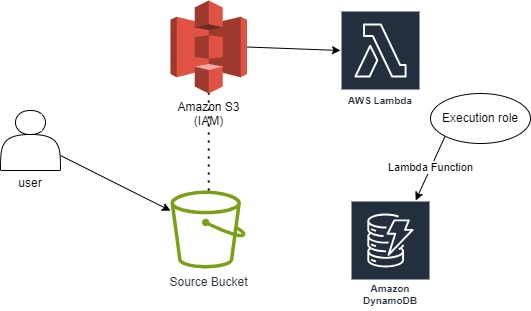 Amazon S3
(IAM)
AWS Lambda
Execution role
Lambda Function
user
Source Bucket
Amazon
DynamoDB